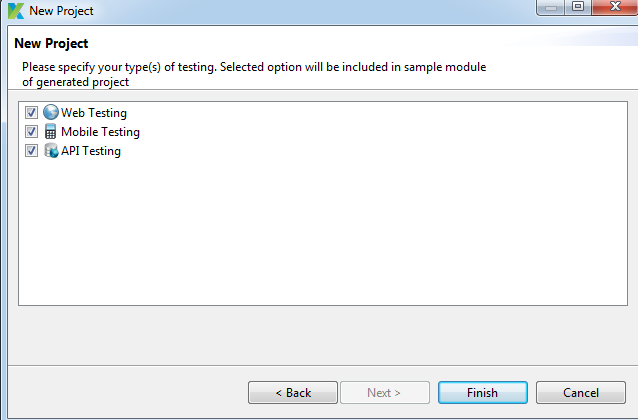 New Project
New Project
Please specify your type(s) of testing. Selected option will be included in sample module
of generated project
Web Testing
Mobile Testing
API Testing
< Back Next > Finish Cancel